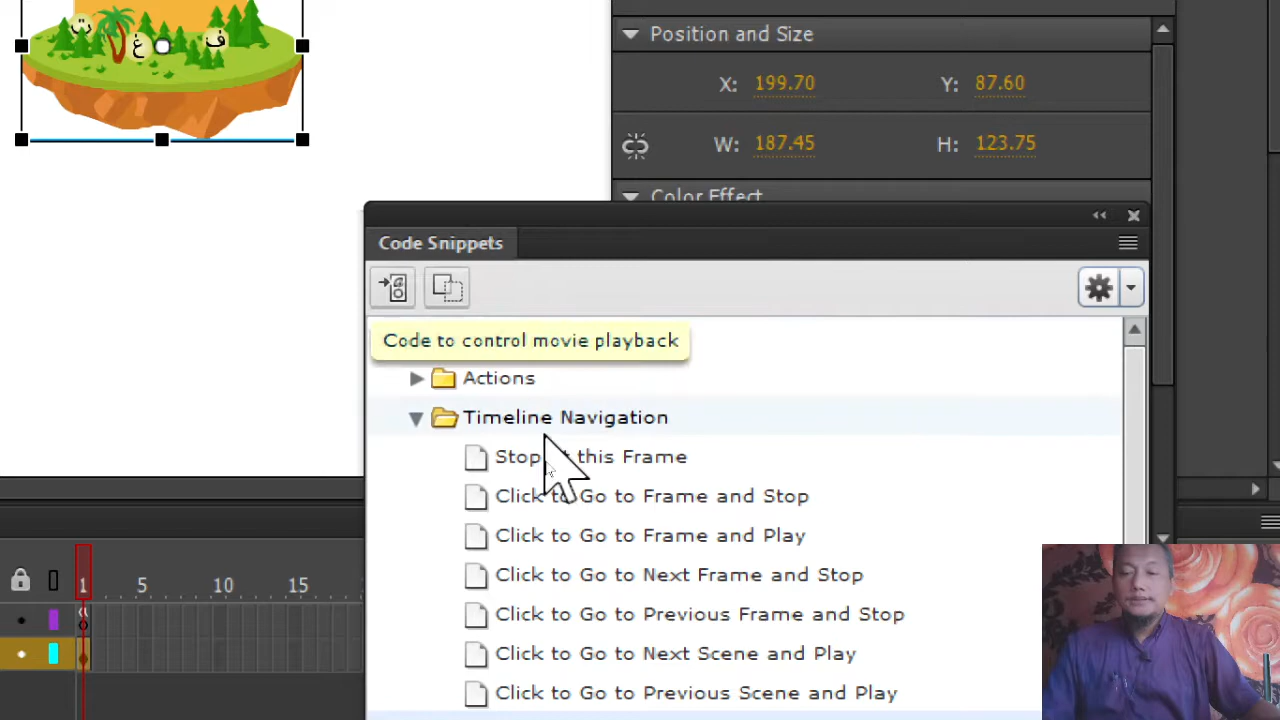 ت
غ
ف
Position and Size
X: 199.70 Y: 87.60
W: 187.45 H: 123.75
Color Effect
Code Snippets
Code to control movie playback
Actions
Timeline Navigation
Stop at this Frame
Click to Go to Frame and Stop
Click to Go to Frame and Play
Click to Go to Next Frame and Stop
Click to Go to Previous Frame and Stop
Click to Go to Next Scene and Play
Click to Go to Previous Scene and Play
1 5 10 15